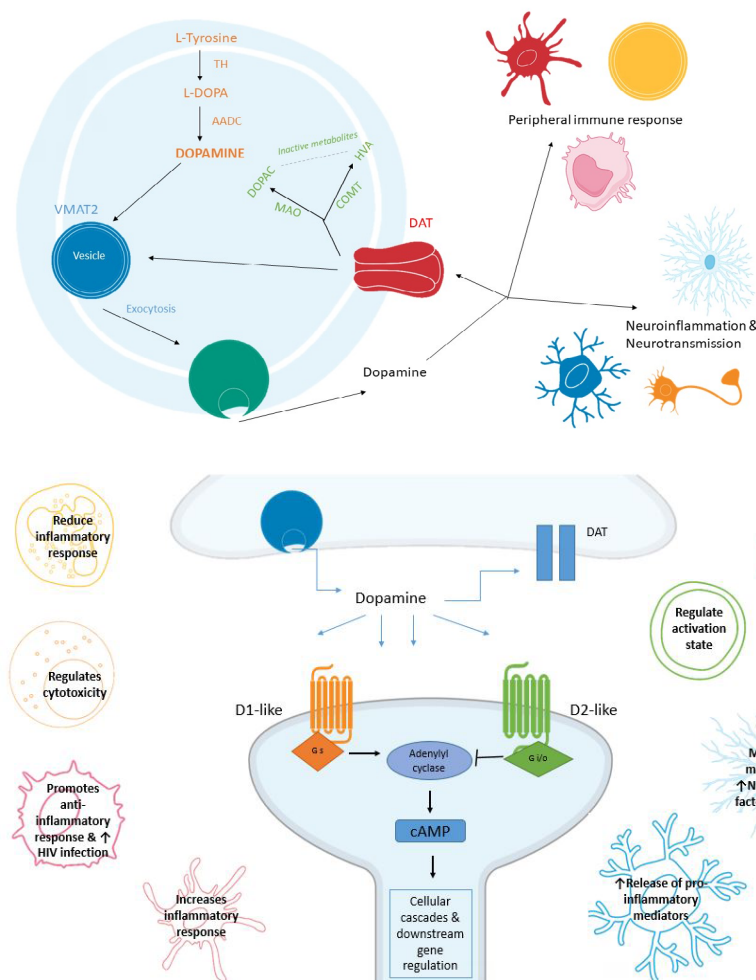 L-Tyrosine
TH
L-DOPA
AADC
DOPAMINE
Inactive metabolites
DOPAC
HVA
MAO
COMT
VMAT2
DAT
Vesicle
Exocytosis
Dopamine
Peripheral immune response
Neuroinflammation &
Neurotransmission
Reduce
inflammatory
response
DAT
Dopamine
Regulates
cytotoxicity
Regulate
activation
state
D1-like
D2-like
G s
Adenylyl
cyclase
G i/o
cAMP
Cellular
cascades &
downstream
gene
regulation
Promotes
anti-
inflammatory
response & ↑
HIV infection
Increases
inflammatory
response
↑Release of pro-
inflammatory
mediators